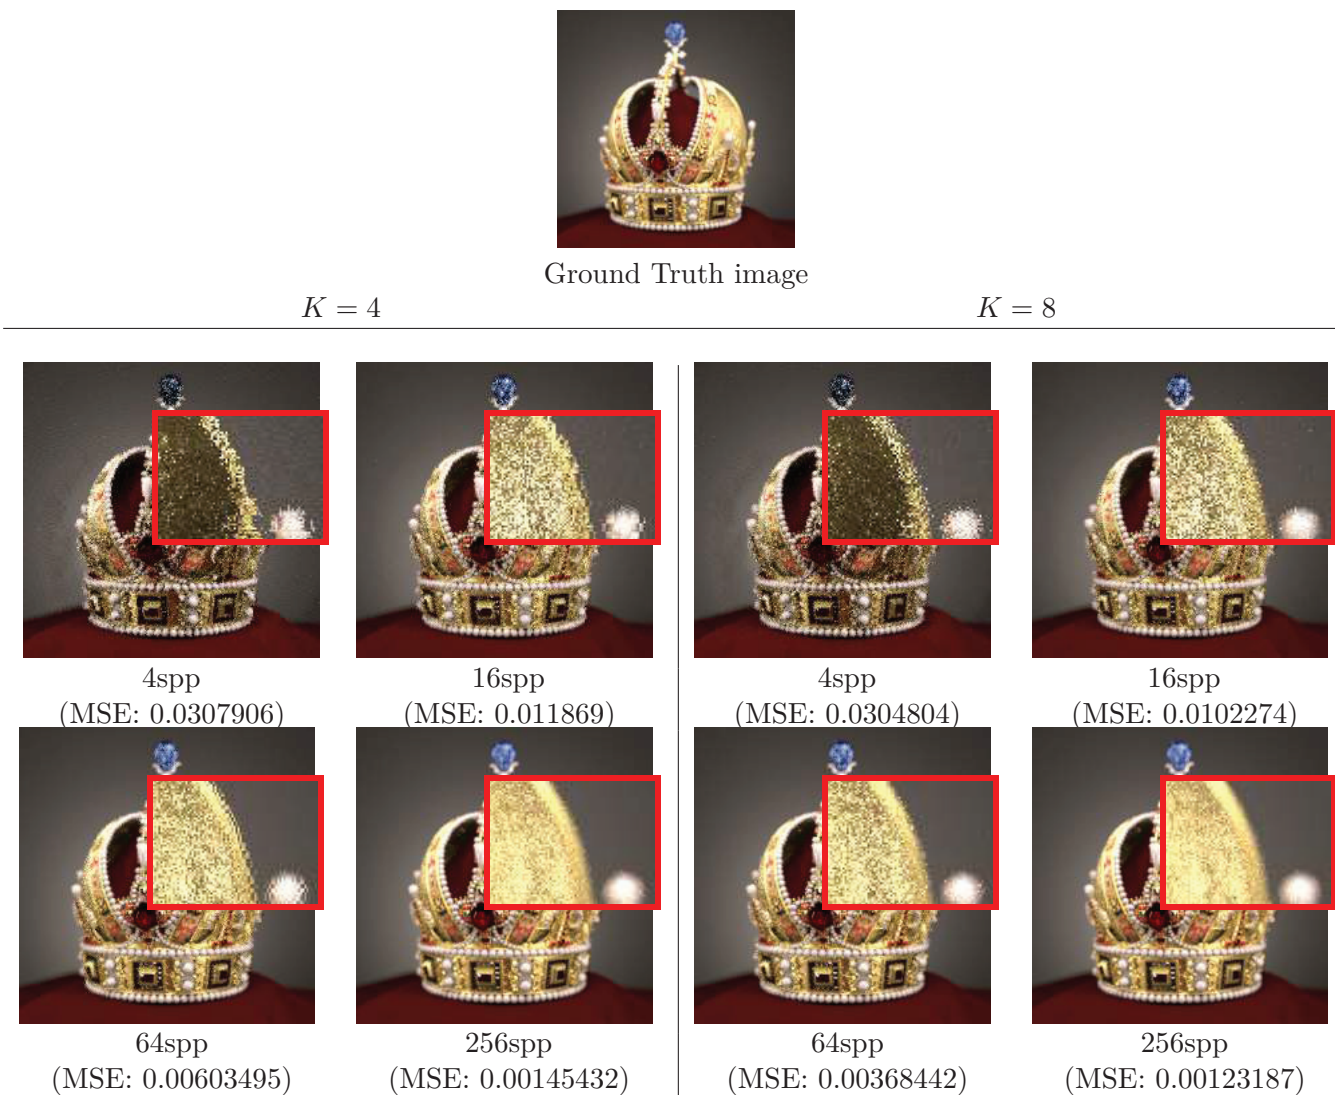 Ground Truth image
K = 4
K = 8
4spp
(MSE: 0.0307906)
16spp
(MSE: 0.011869)
4spp
(MSE: 0.0304804)
16spp
(MSE: 0.0102274)
64spp
(MSE: 0.00603495)
256spp
(MSE: 0.00145432)
64spp
(MSE: 0.00368442)
256spp
(MSE: 0.00123187)